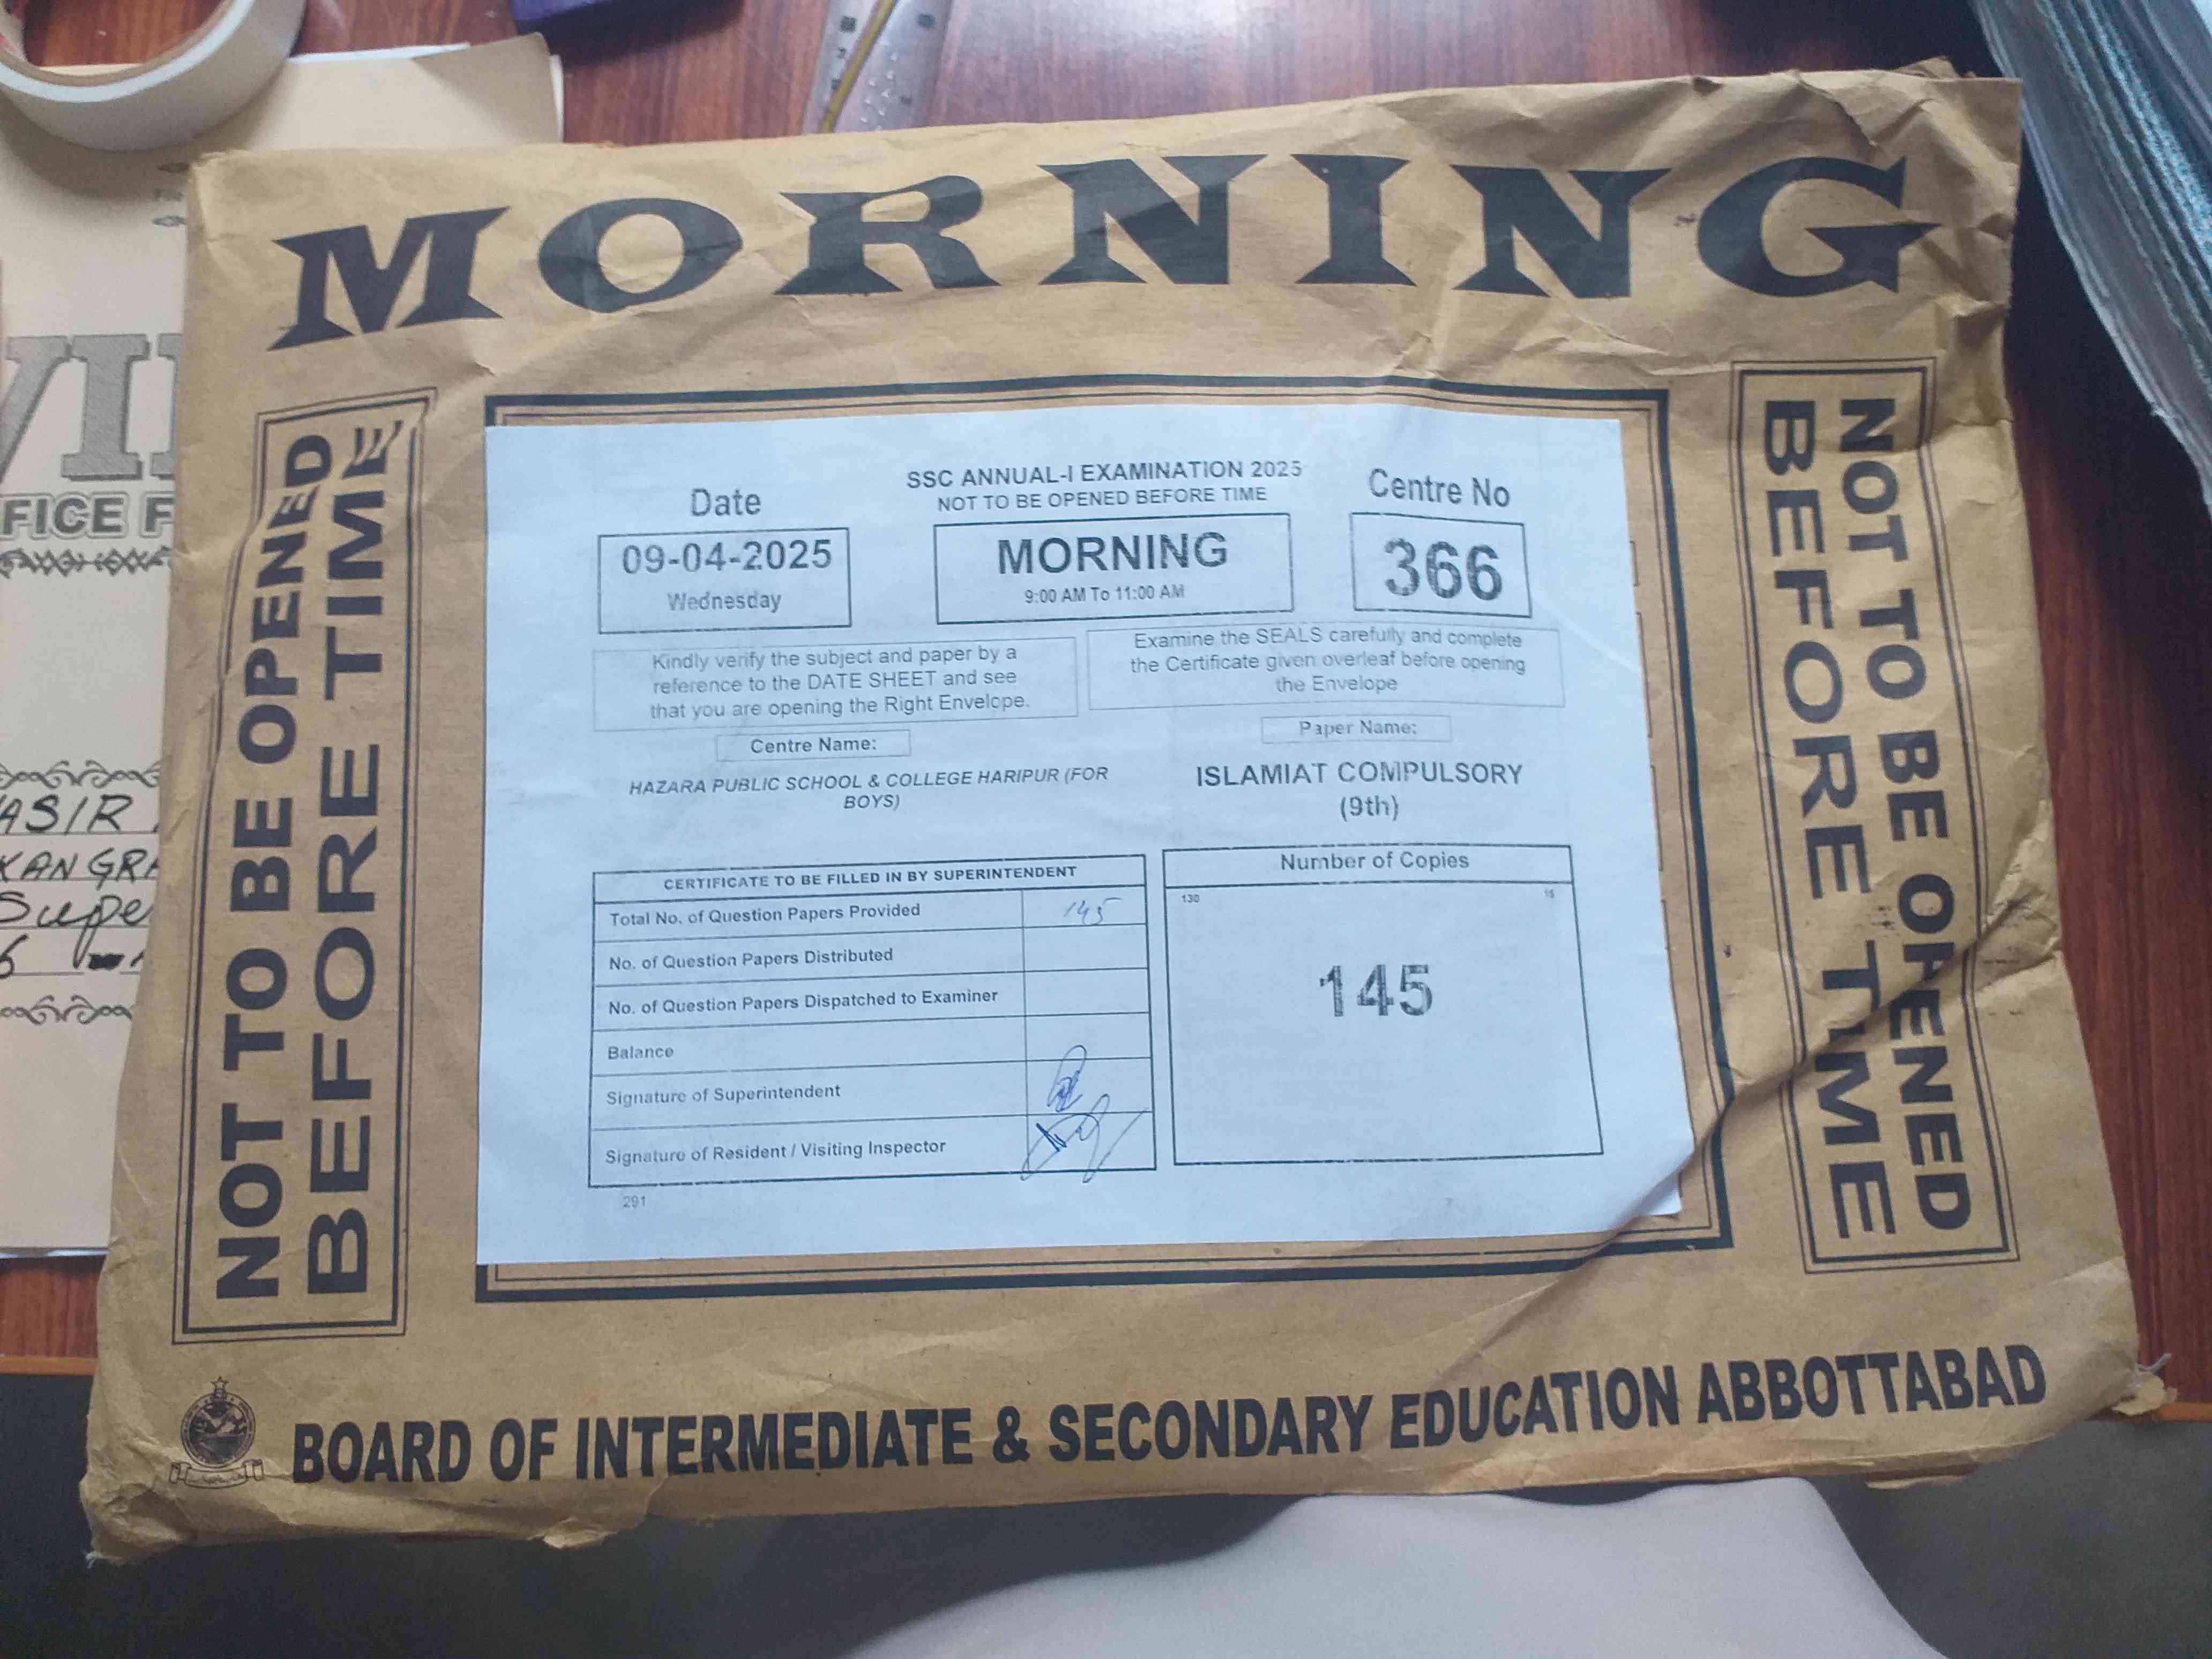 MORNING
NOT TO BE OPENED
BEFORE TIME
SSC ANNUAL-I EXAMINATION 2025
NOT TO BE OPENED BEFORE TIME
Date
09-04-2025
Wednesday
MORNING
9:00 AM To 11:00 AM
Centre No
366
Kindly verify the subject and paper by a
reference to the DATE SHEET and see
that you are opening the Right Envelope.
Examine the SEALS carefully and complete
the Certificate given overleaf before opening
the Envelope
Centre Name:
HAZARA PUBLIC SCHOOL & COLLEGE HARIPUR (FOR
BOYS)
Paper Name:
ISLAMIAT COMPULSORY
(9th)
CERTIFICATE TO BE FILLED IN BY SUPERINTENDENT
Total No. of Question Papers Provided 145
No. of Question Papers Distributed
No. of Question Papers Dispatched to Examiner
Balance
Signature of Superintendent
Signature of Resident / Visiting Inspector
291
Number of Copies
130 15
145
NOT TO BE OPENED
BEFORE TIME
BOARD OF INTERMEDIATE & SECONDARY EDUCATION ABBOTTABAD